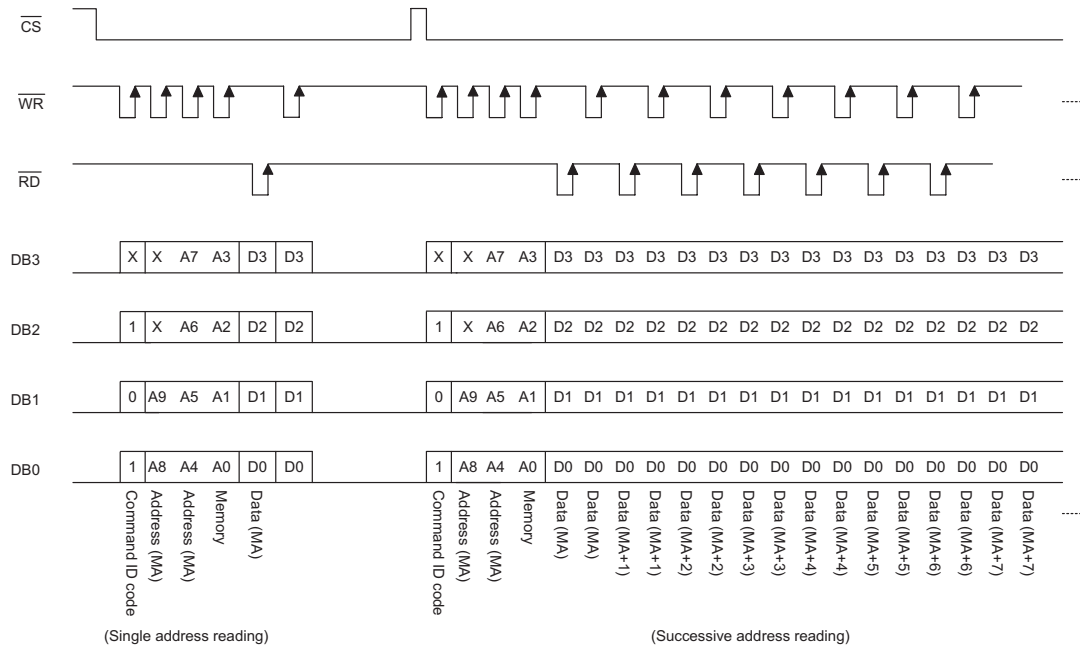 CS
WR
RD
DB3 X X A7 A3 D3 D3 X X A7 A3 D3 D3 D3 D3 D3 D3 D3 D3 D3 D3 D3 D3 D3 D3 D3 D3
DB2 1 X A6 A2 D2 D2 1 X A6 A2 D2 D2 D2 D2 D2 D2 D2 D2 D2 D2 D2 D2 D2 D2 D2 D2
DB1 0 A9 A5 A1 D1 D1 0 A9 A5 A1 D1 D1 D1 D1 D1 D1 D1 D1 D1 D1 D1 D1 D1 D1 D1 D1
DB0 1 A8 A4 A0 D0 D0 1 A8 A4 A0 D0 D0 D0 D0 D0 D0 D0 D0 D0 D0 D0 D0 D0 D0 D0 D0
Command ID code
Address (MA)
Address (MA)
Memory
Data (MA)
Command ID code
Address (MA)
Address (MA)
Memory
Data (MA)
Data (MA)
Data (MA+1)
Data (MA+1)
Data (MA+2)
Data (MA+2)
Data (MA+3)
Data (MA+3)
Data (MA+4)
Data (MA+4)
Data (MA+5)
Data (MA+5)
Data (MA+6)
Data (MA+6)
Data (MA+7)
Data (MA+7)
(Single address reading)
(Successive address reading)